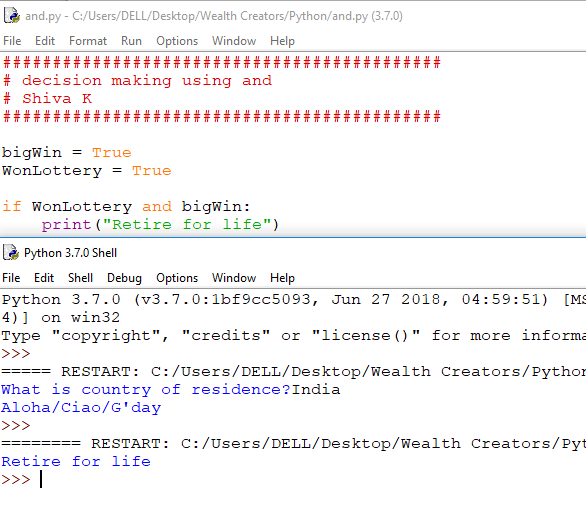 and.py - C:/Users/DELL/Desktop/Wealth Creators/Python/and.py (3.7.0)
File Edit Format Run Options Window Help
############################################
# decision making using and
# Shiva K
############################################
bigWin = True
WonLottery = True
if WonLottery and bigWin:
    print("Retire for life")
Python 3.7.0 Shell
File Edit Shell Debug Options Window Help
Python 3.7.0 (v3.7.0:1bf9cc5093, Jun 27 2018, 04:59:51) [MS
4)] on win32
Type "copyright", "credits" or "license()" for more informa
>>>
===== RESTART: C:/Users/DELL/Desktop/Wealth Creators/Python
What is country of residence?India
Aloha/Ciao/G'day
>>>
======== RESTART: C:/Users/DELL/Desktop/Wealth Creators/Pyt
Retire for life
>>>